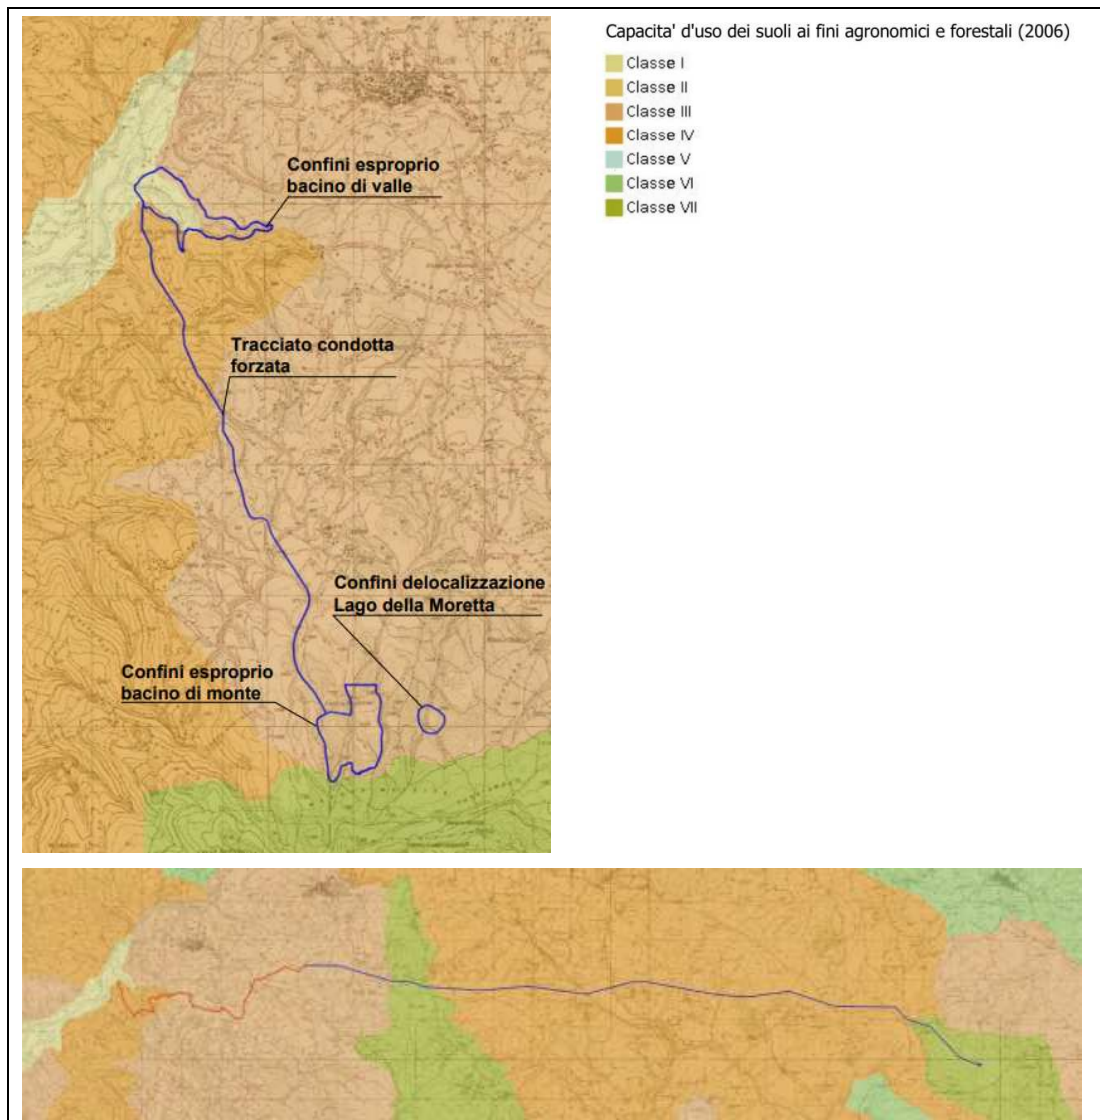 Capacita' d'uso dei suoli ai fini agronomici e forestali (2006)
Classe I
Classe II
Classe III
Classe IV
Classe V
Classe VI
Classe VII
Confini esproprio
bacino di valle
Tracciato condotta
forzata
Confini delocalizzazione
Lago della Moretta
Confini esproprio
bacino di monte